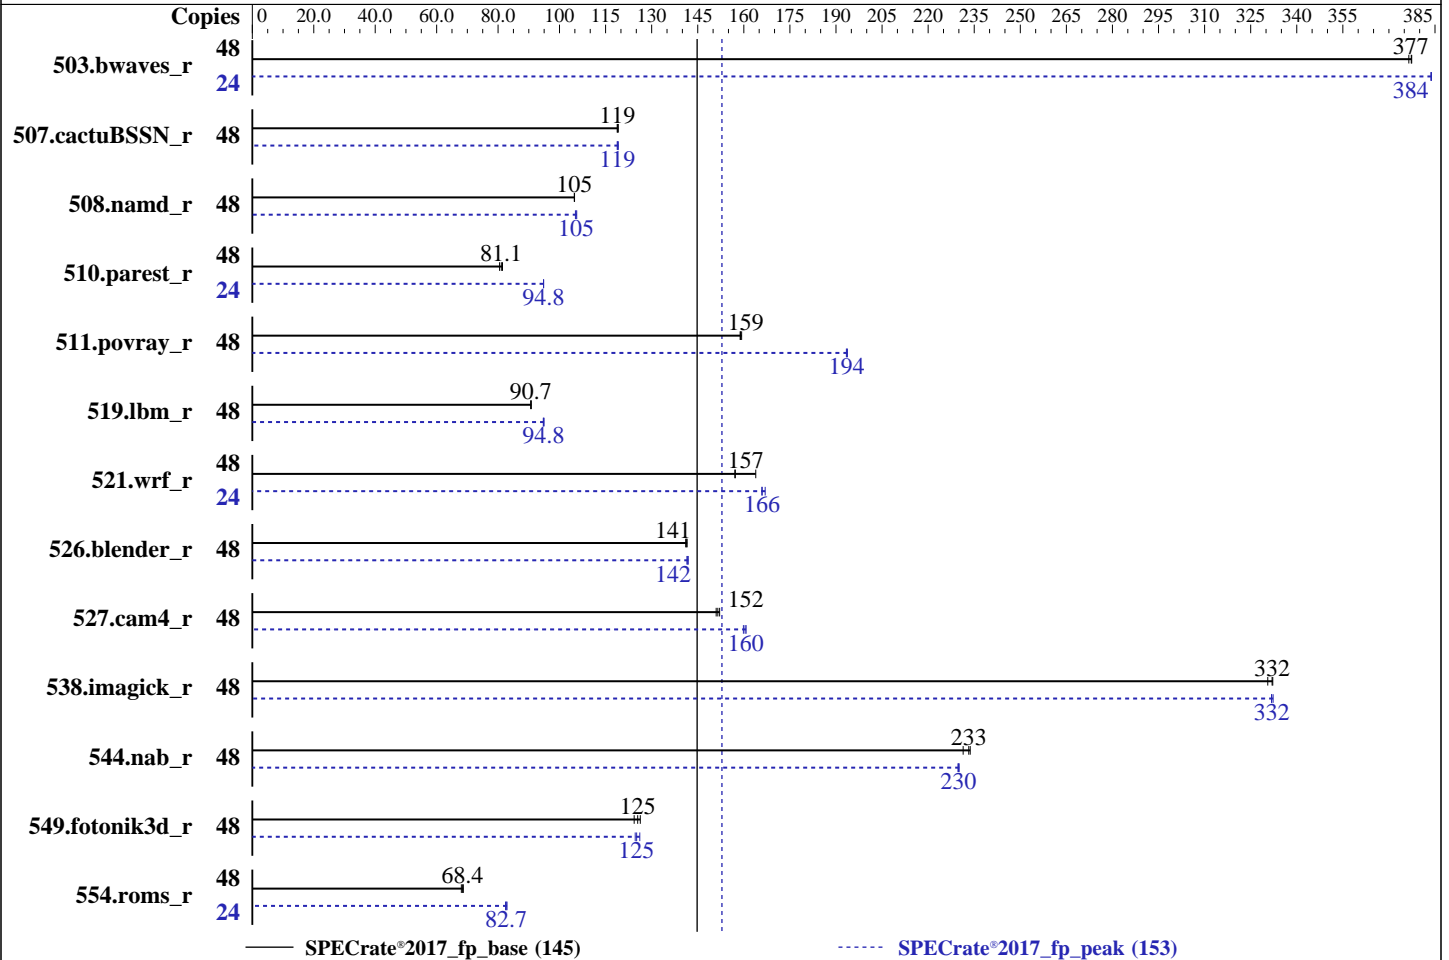 Copies 0 20.0 40.0 60.0 80.0 100 115 130 145 160 175 190 205 220 235 250 265 280 295 310 325 340 355 385
503.bwaves_r 48 377
24 384
507.cactuBSSN_r 48 119
119
508.namd_r 48 105
105
510.parest_r 48 81.1
24 94.8
511.povray_r 48 159
194
519.lbm_r 48 90.7
94.8
521.wrf_r 48 157
24 166
526.blender_r 48 141
142
527.cam4_r 48 152
160
538.imagick_r 48 332
332
544.nab_r 48 233
230
549.fotonik3d_r 48 125
125
554.roms_r 48 68.4
24 82.7
SPECrate®2017_fp_base (145) SPECrate®2017_fp_peak (153)